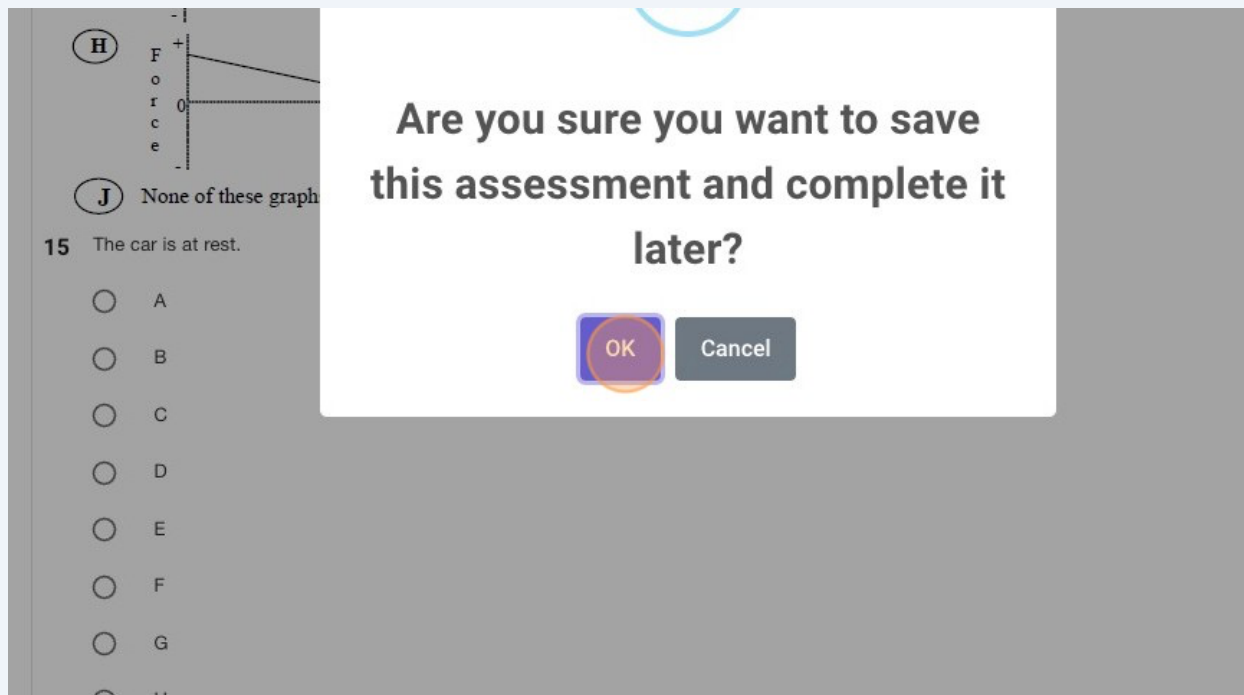 -
H
+
F
o
r
c
e
0
-
J None of these graph
15 The car is at rest.
A
B
C
D
E
F
G
Are you sure you want to save
this assessment and complete it
later?
OK
Cancel